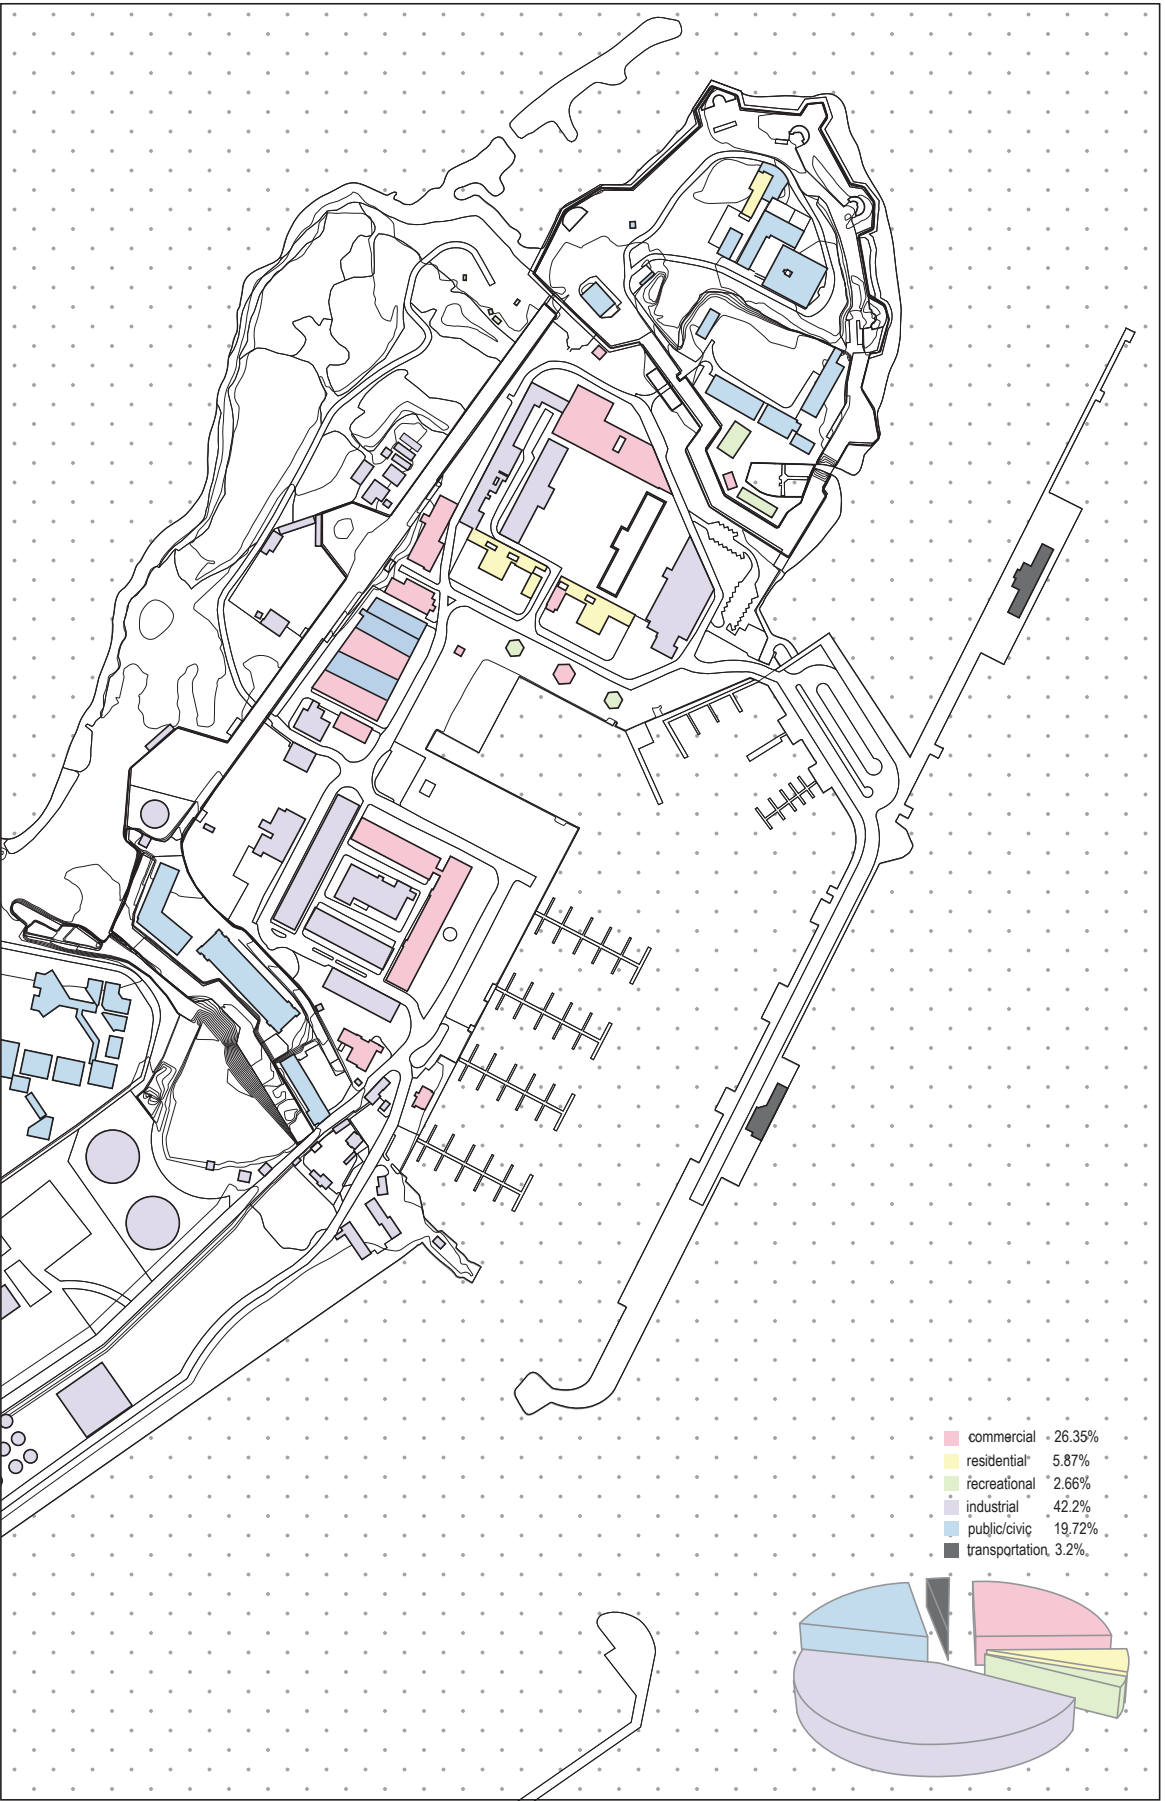 commercial 26.35%
residential 5.87%
recreational 2.66%
industrial 42.2%
public/civic 19.72%
transportation 3.2%